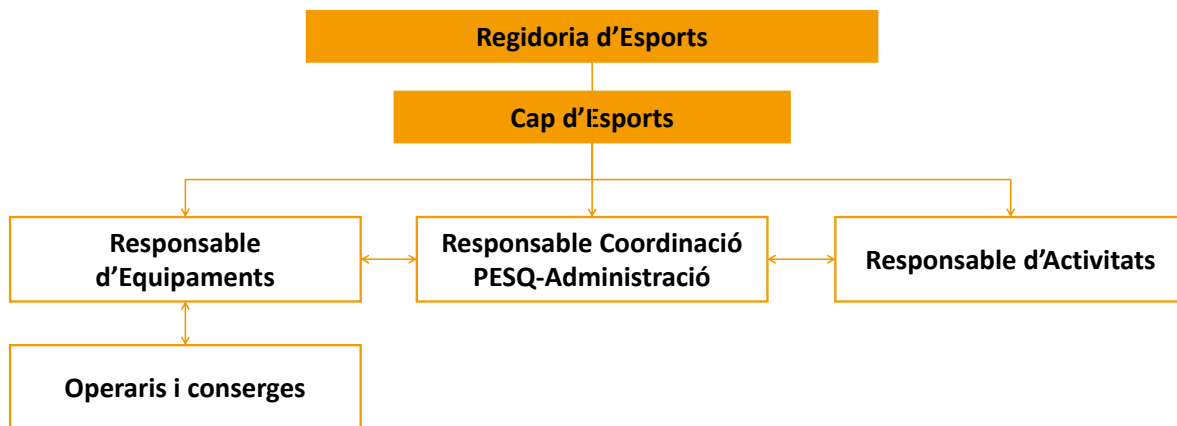 Regidoria d’Esports
Cap d’Esports
Responsable
d’Equipaments
Responsable Coordinació
PESQ-Administració
Responsable d’Activitats
Operaris i conserges